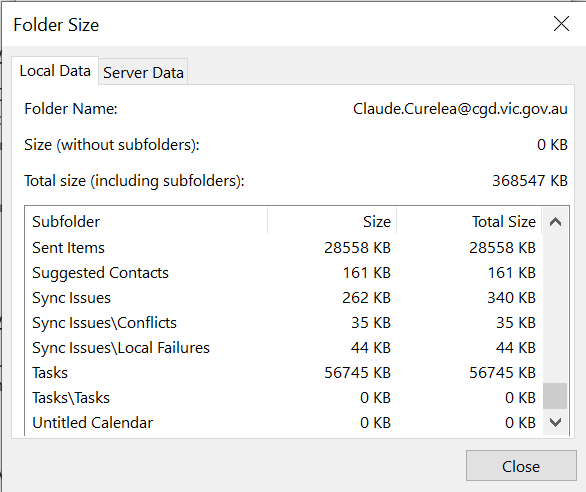 Folder Size
Local Data Server Data
Folder Name: Claude.Curelea@cgd.vic.gov.au
Size (without subfolders): 0 KB
Total size (including subfolders): 368547 KB
Subfolder Size Total Size
Sent Items 28558 KB 28558 KB
Suggested Contacts 161 KB 161 KB
Sync Issues 262 KB 340 KB
Sync Issues\Conflicts 35 KB 35 KB
Sync Issues\Local Failures 44 KB 44 KB
Tasks 56745 KB 56745 KB
Tasks\Tasks 0 KB 0 KB
Untitled Calendar 0 KB 0 KB
Close